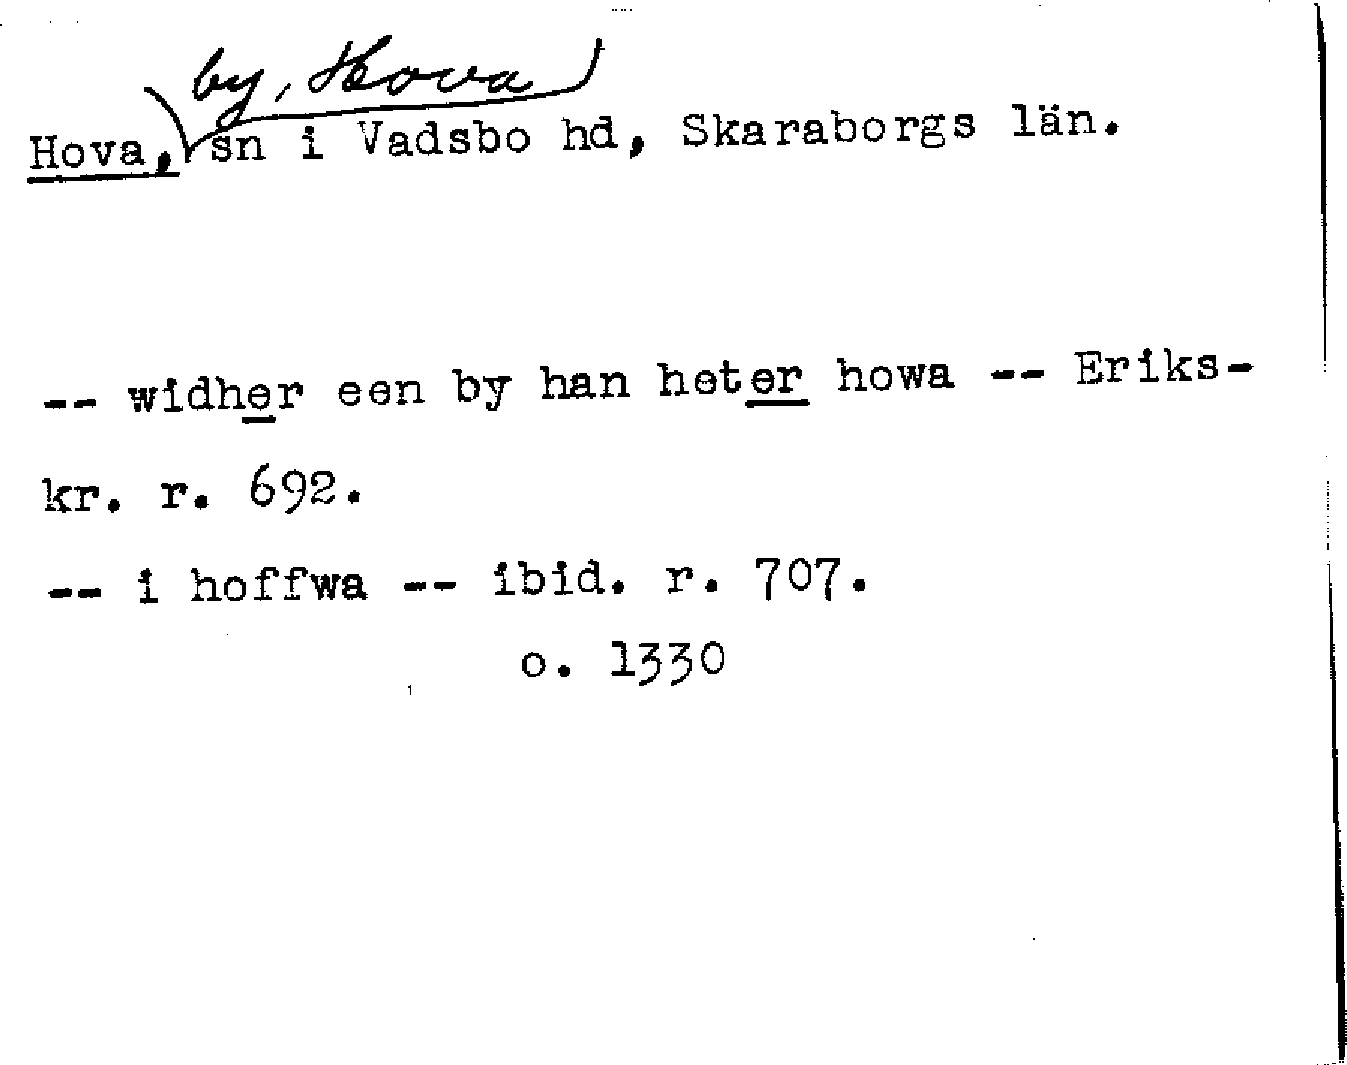 by, Hova
Hova, sn i Vadsbo hd, Skaraborgs län.
-- widher een by han heter howa -- Eriks-
kr. r. 692.
-- i hoffwa -- ibid. r. 707.
o. 1330